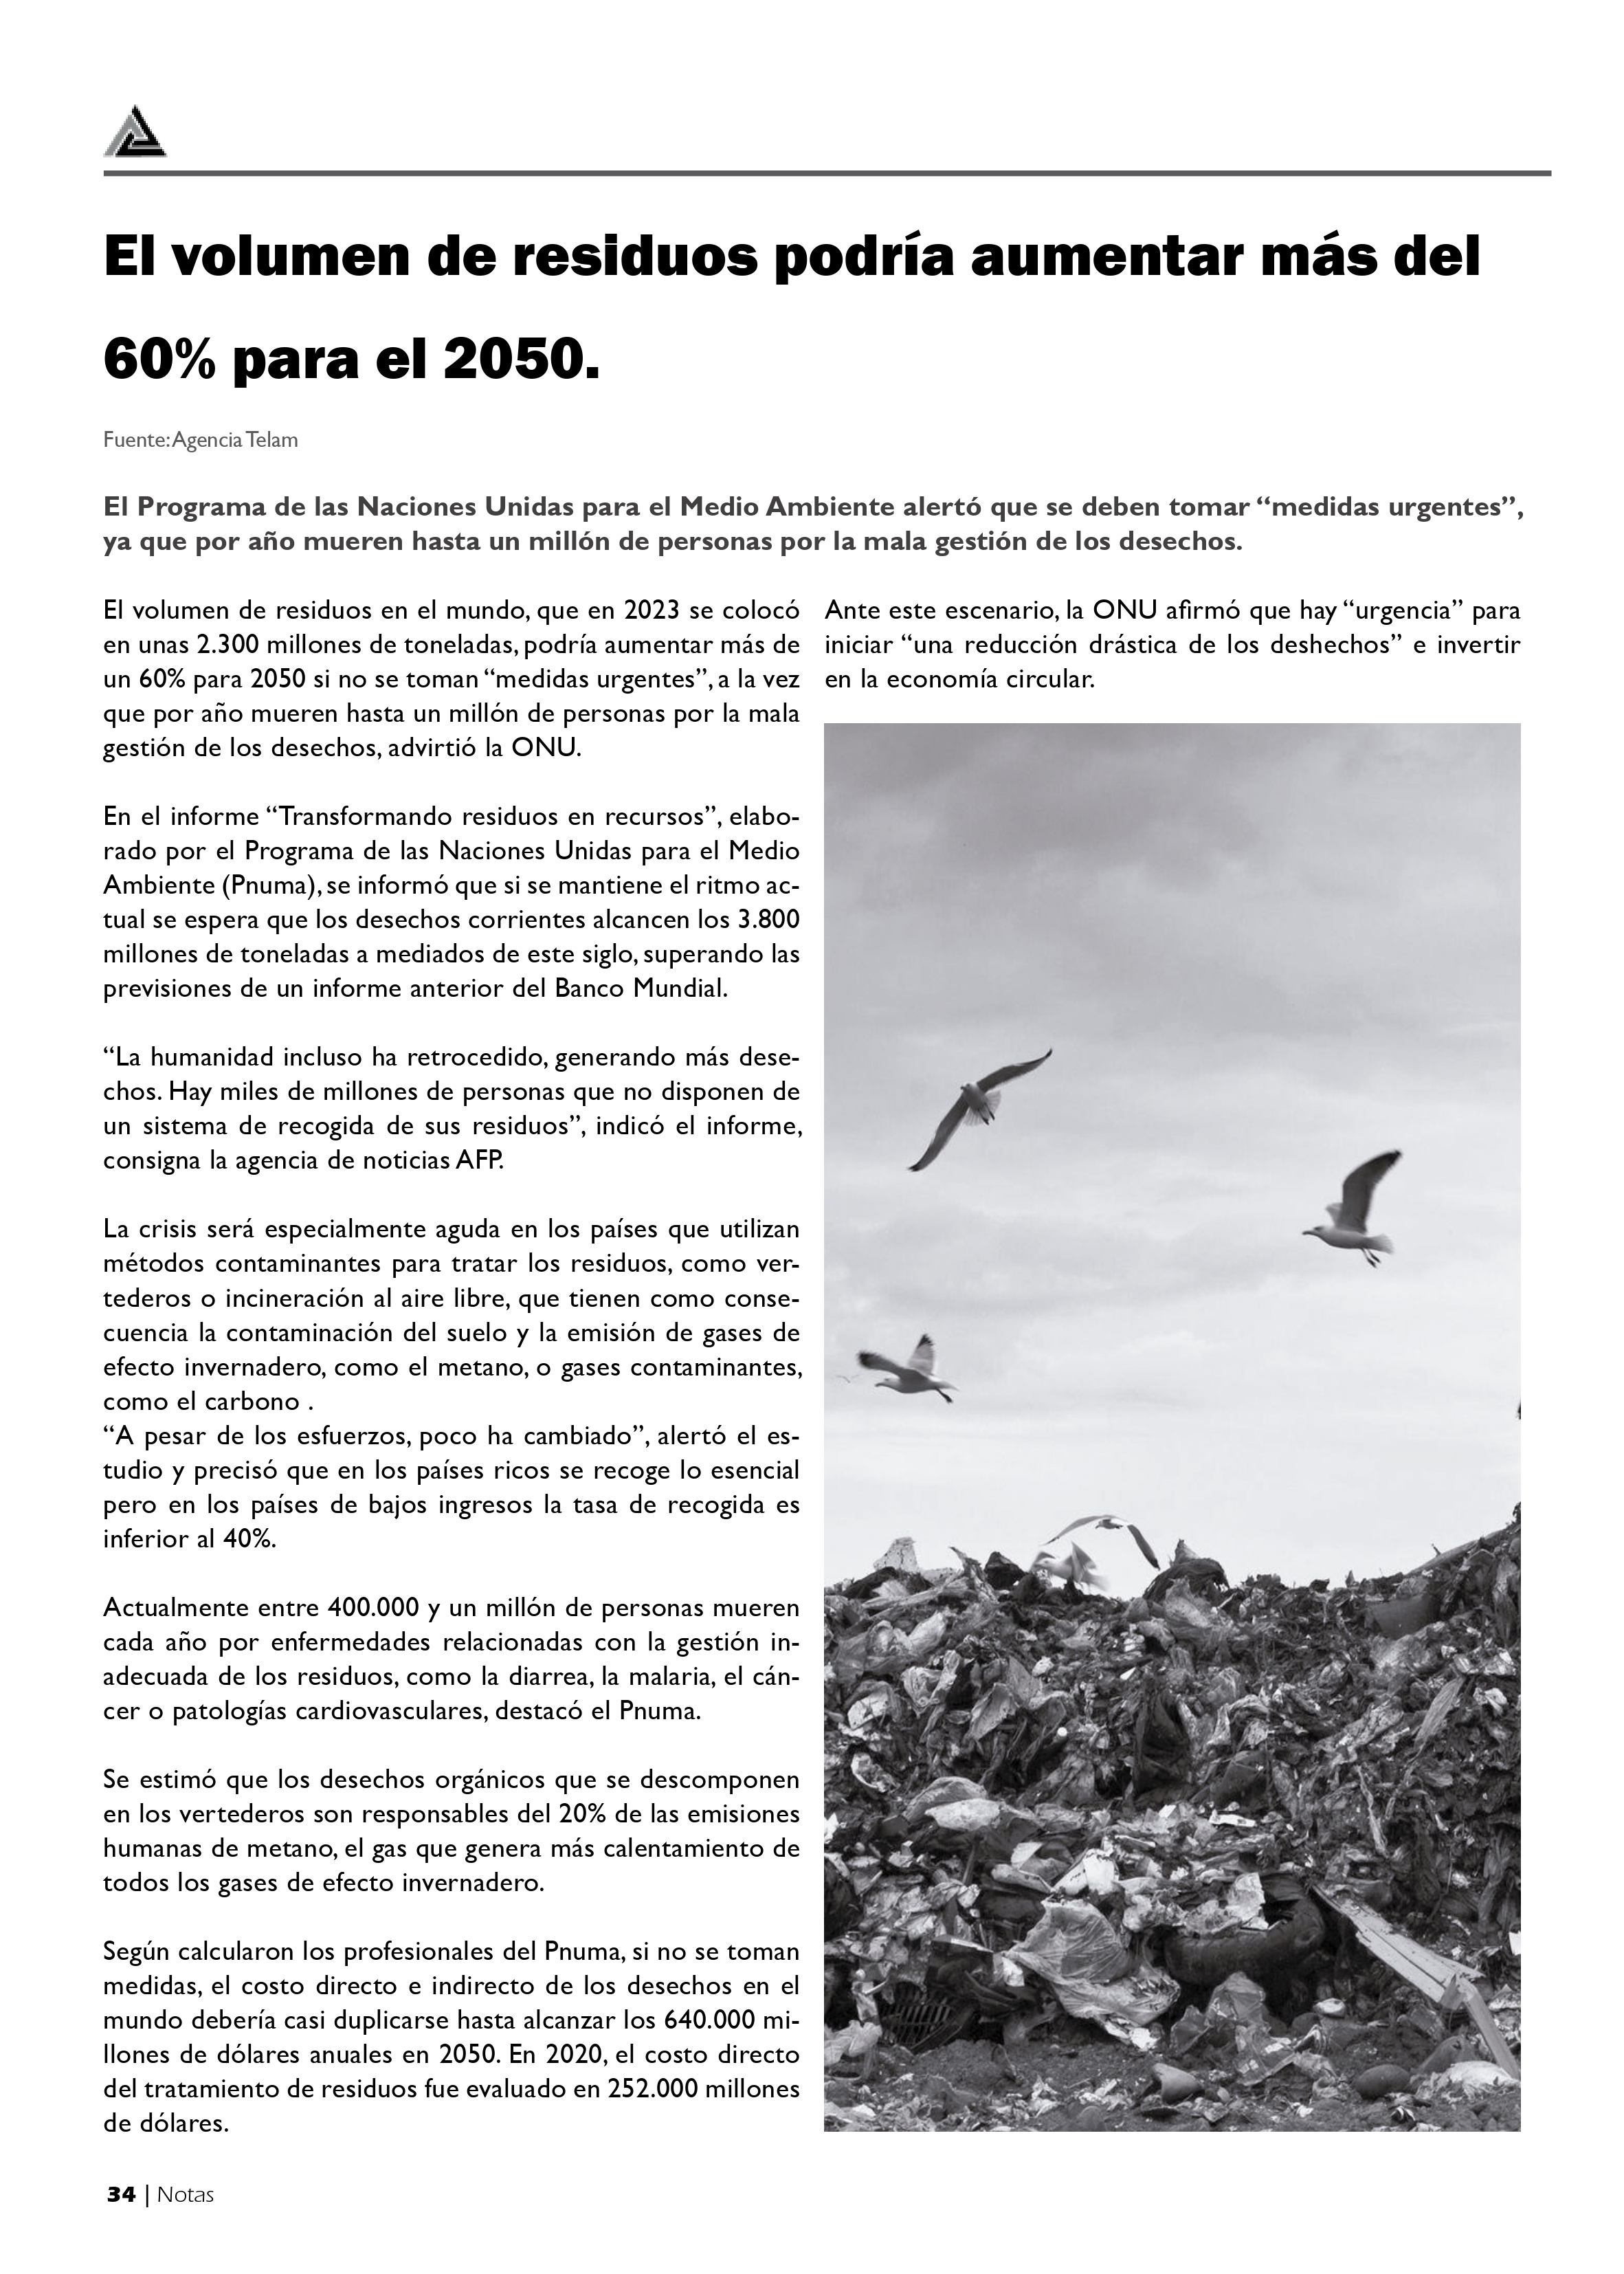 El volumen de residuos podría aumentar más del
60% para el 2050.
Fuente: Agencia Telam
El Programa de las Naciones Unidas para el Medio Ambiente alertó que se deben tomar “medidas urgentes”,
ya que por año mueren hasta un millón de personas por la mala gestión de los desechos.
El volumen de residuos en el mundo, que en 2023 se colocó
en unas 2.300 millones de toneladas, podría aumentar más de
un 60% para 2050 si no se toman “medidas urgentes”, a la vez
que por año mueren hasta un millón de personas por la mala
gestión de los desechos, advirtió la ONU.
En el informe “Transformando residuos en recursos”, elabo-
rado por el Programa de las Naciones Unidas para el Medio
Ambiente (Pnuma), se informó que si se mantiene el ritmo ac-
tual se espera que los desechos corrientes alcancen los 3.800
millones de toneladas a mediados de este siglo, superando las
previsiones de un informe anterior del Banco Mundial.
“La humanidad incluso ha retrocedido, generando más dese-
chos. Hay miles de millones de personas que no disponen de
un sistema de recogida de sus residuos”, indicó el informe,
consigna la agencia de noticias AFP.
La crisis será especialmente aguda en los países que utilizan
métodos contaminantes para tratar los residuos, como ver-
tederos o incineración al aire libre, que tienen como conse-
cuencia la contaminación del suelo y la emisión de gases de
efecto invernadero, como el metano, o gases contaminantes,
como el carbono .
“A pesar de los esfuerzos, poco ha cambiado”, alertó el es-
tudio y precisó que en los países ricos se recoge lo esencial
pero en los países de bajos ingresos la tasa de recogida es
inferior al 40%.
Actualmente entre 400.000 y un millón de personas mueren
cada año por enfermedades relacionadas con la gestión in-
adecuada de los residuos, como la diarrea, la malaria, el cán-
cer o patologías cardiovasculares, destacó el Pnuma.
Se estimó que los desechos orgánicos que se descomponen
en los vertederos son responsables del 20% de las emisiones
humanas de metano, el gas que genera más calentamiento de
todos los gases de efecto invernadero.
Según calcularon los profesionales del Pnuma, si no se toman
medidas, el costo directo e indirecto de los desechos en el
mundo debería casi duplicarse hasta alcanzar los 640.000 mi-
llones de dólares anuales en 2050. En 2020, el costo directo
del tratamiento de residuos fue evaluado en 252.000 millones
de dólares.
Ante este escenario, la ONU afirmó que hay “urgencia” para
iniciar “una reducción drástica de los deshechos” e invertir
en la economía circular.
34 | Notas